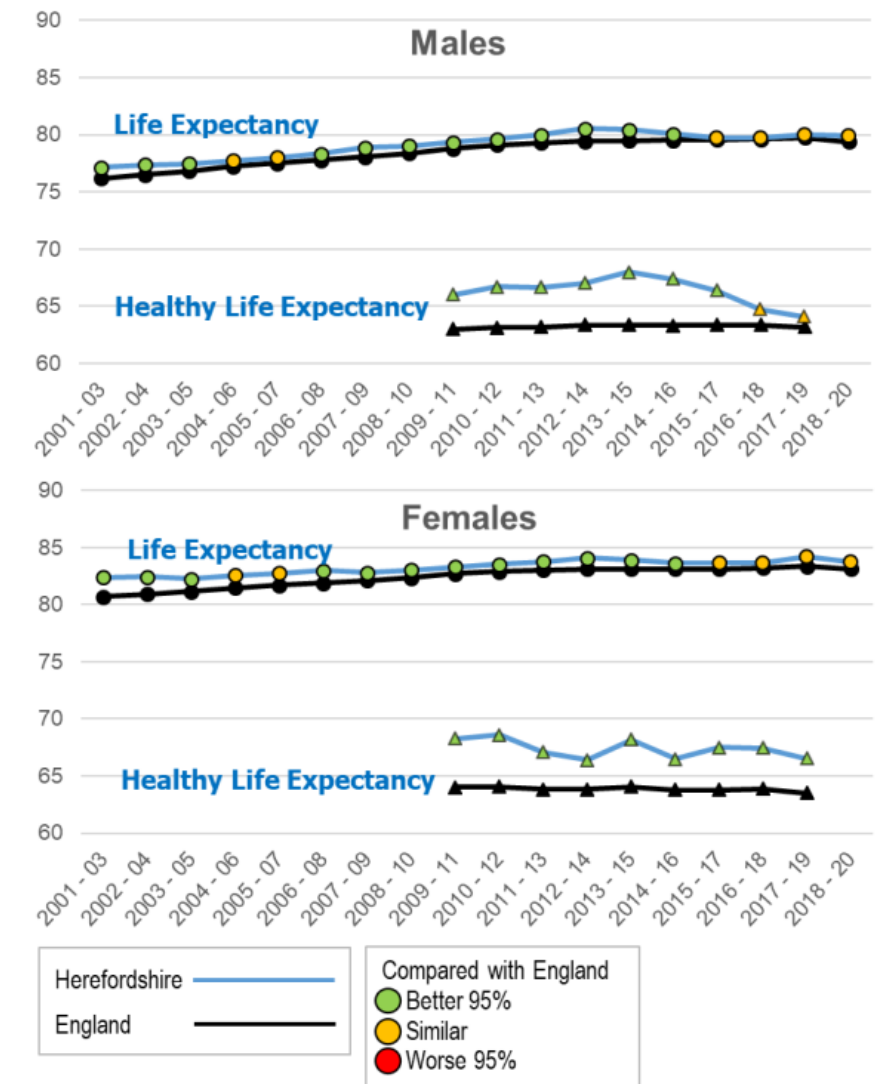 Males
90
85
80
75
70
65
60
Life Expectancy
Healthy Life Expectancy
2001 - 03
2002 - 04
2003 - 05
2004 - 06
2005 - 07
2006 - 08
2007 - 09
2008 - 10
2009 - 11
2010 - 12
2011 - 13
2012 - 14
2013 - 15
2014 - 16
2015 - 17
2016 - 18
2017 - 19
2018 - 20
Females
90
85
80
75
70
65
60
Life Expectancy
Healthy Life Expectancy
2001 - 03
2002 - 04
2003 - 05
2004 - 06
2005 - 07
2006 - 08
2007 - 09
2008 - 10
2009 - 11
2010 - 12
2011 - 13
2012 - 14
2013 - 15
2014 - 16
2015 - 17
2016 - 18
2017 - 19
2018 - 20
Herefordshire
England
Compared with England
Better 95%
Similar
Worse 95%